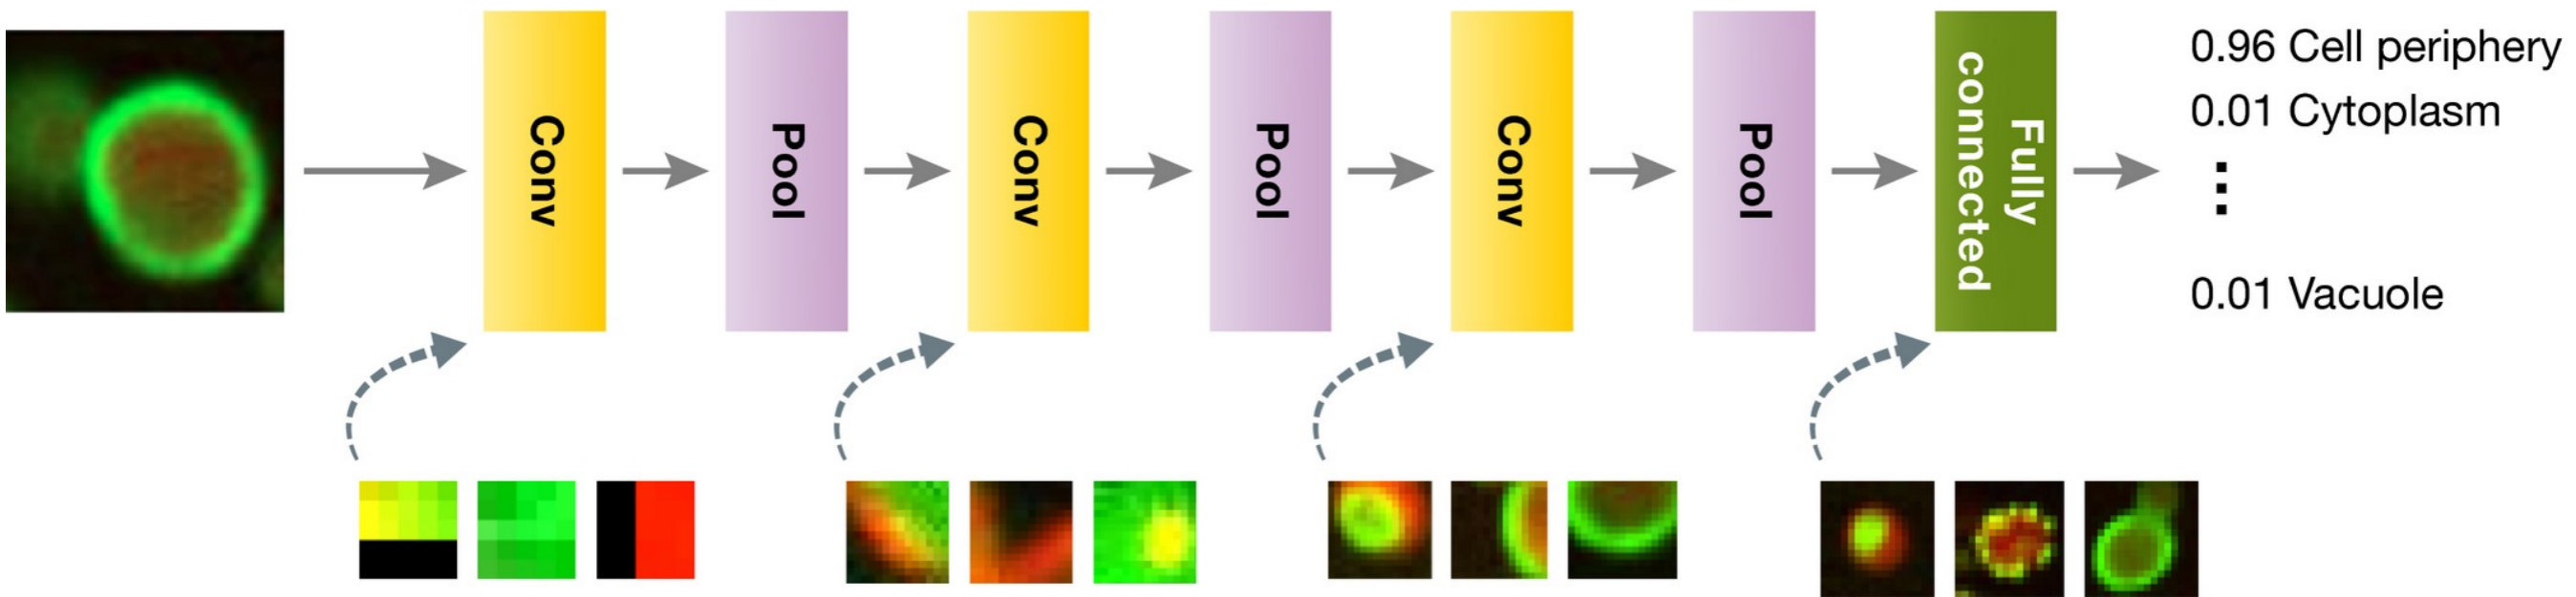 Conv
Pool
Conv
Pool
Conv
Pool
Fully
connected
0.96 Cell periphery
0.01 Cytoplasm
⋮
0.01 Vacuole